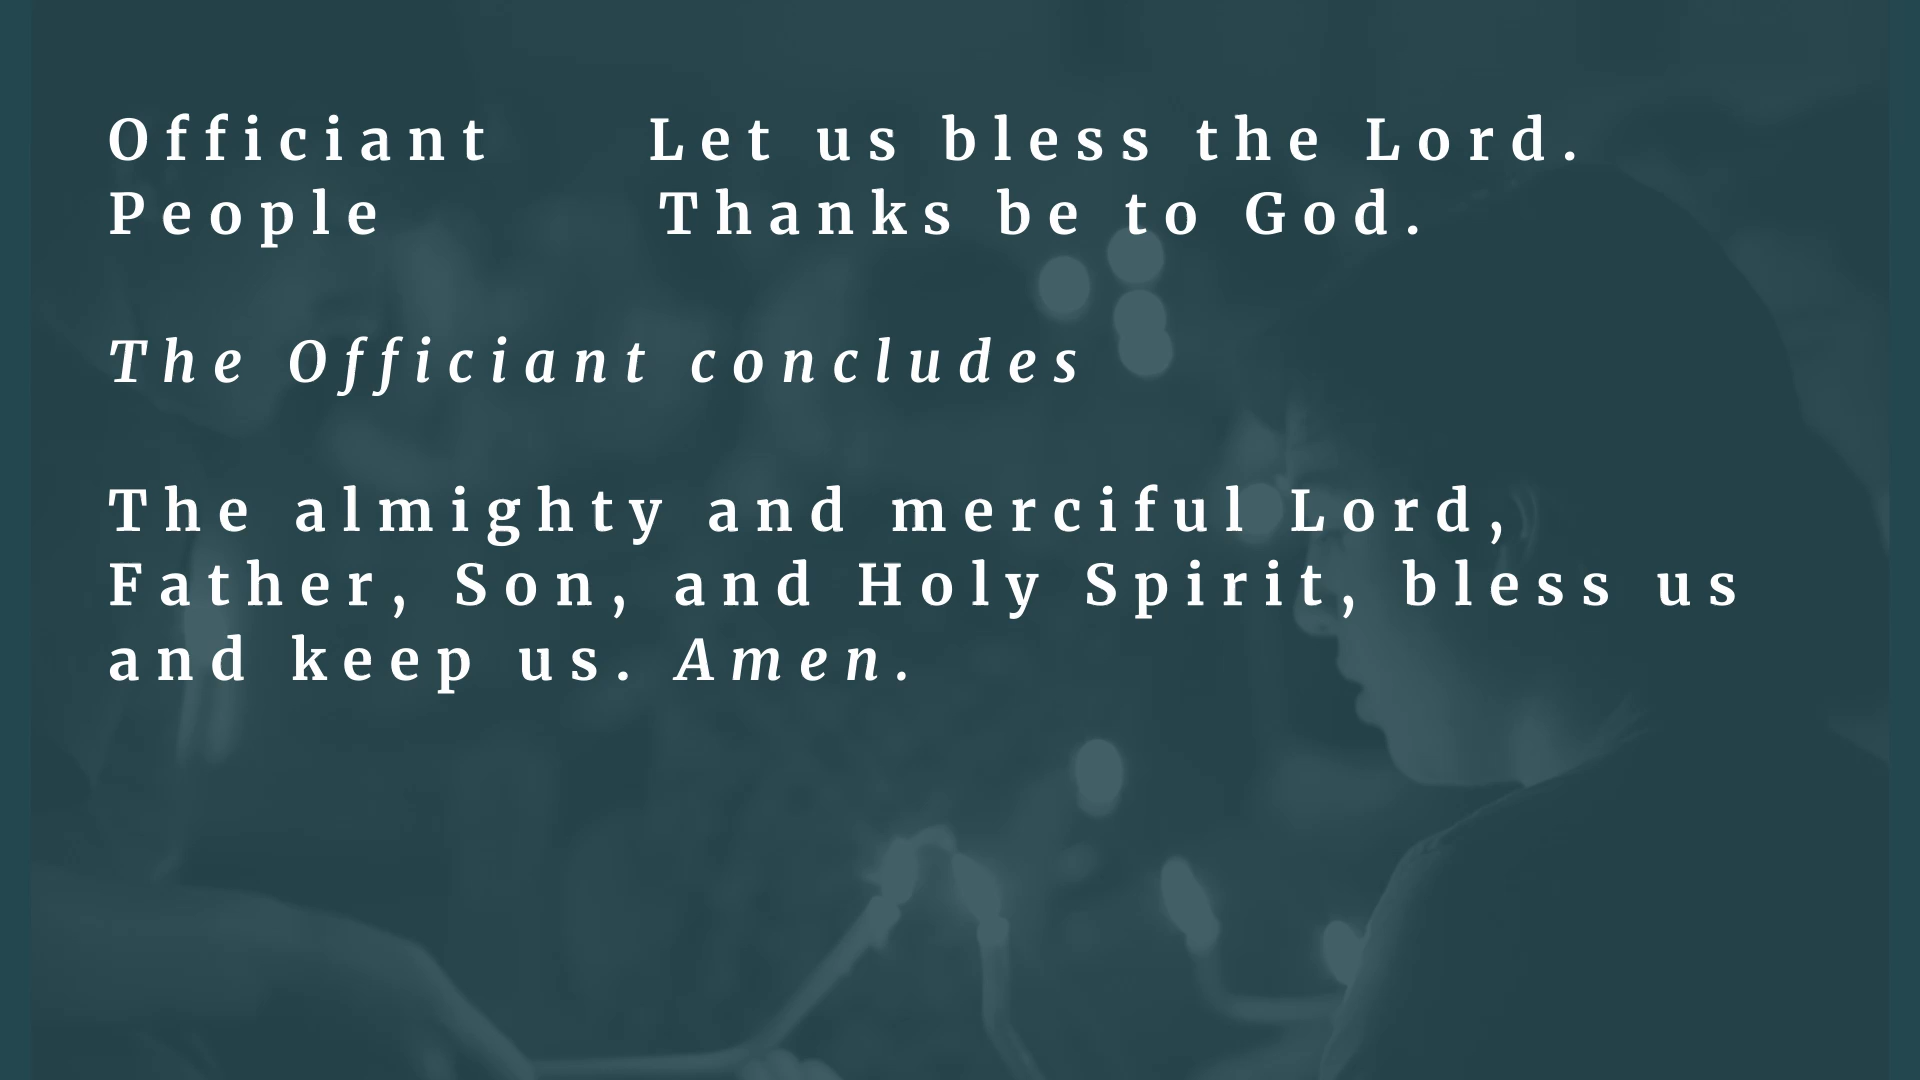 Officiant Let us bless the Lord.
People Thanks be to God.
The Officiant concludes
The almighty and merciful Lord,
Father, Son, and Holy Spirit, bless us
and keep us. Amen.